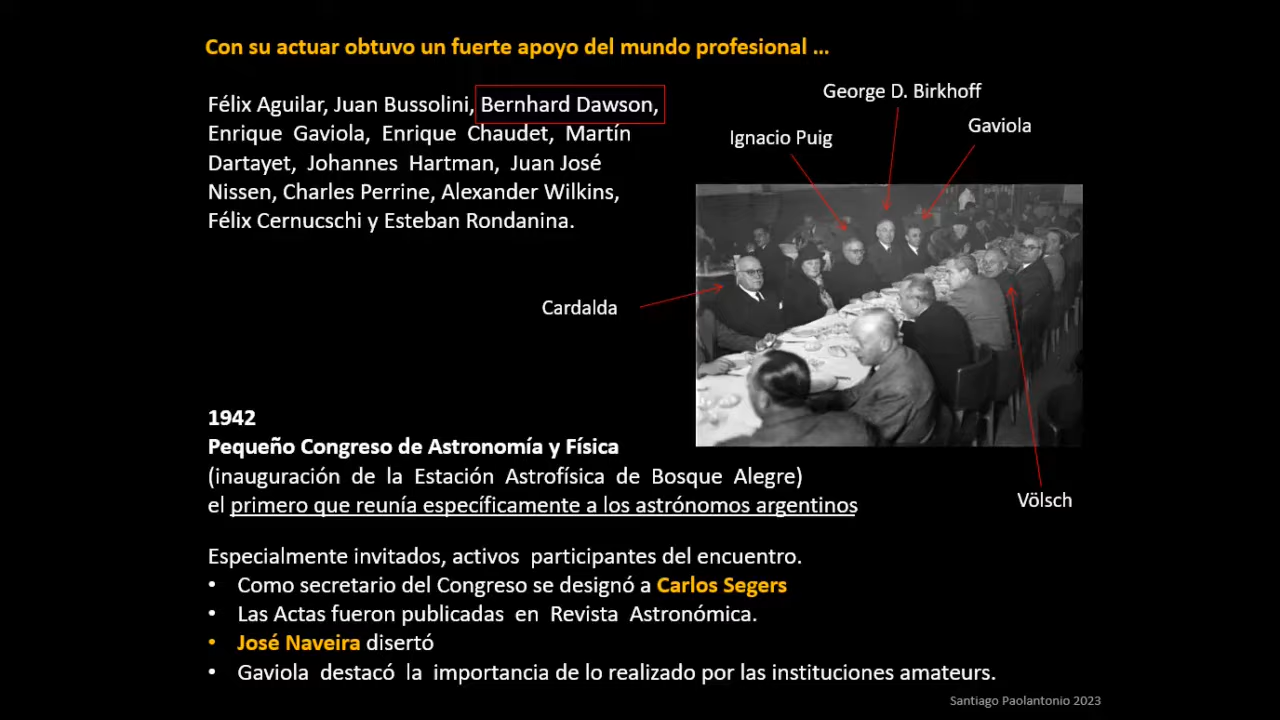 Con su actuar obtuvo un fuerte apoyo del mundo profesional ...
Félix Aguilar, Juan Bussolini, Bernhard Dawson,
Enrique Gaviola, Enrique Chaudet, Martín
Dartayet, Johannes Hartman, Juan José
Nissen, Charles Perrine, Alexander Wilkins,
Félix Cernucschi y Esteban Rondanina.
George D. Birkhoff
Gaviola
Ignacio Puig
Cardalda
Völsch
1942
Pequeño Congreso de Astronomía y Física
(inauguración de la Estación Astrofísica de Bosque Alegre)
el primero que reunía específicamente a los astrónomos argentinos
Especialmente invitados, activos participantes del encuentro.
• Como secretario del Congreso se designó a Carlos Segers
• Las Actas fueron publicadas en Revista Astronómica.
• José Naveira disertó
• Gaviola destacó la importancia de lo realizado por las instituciones amateurs.
Santiago Paolantonio 2023